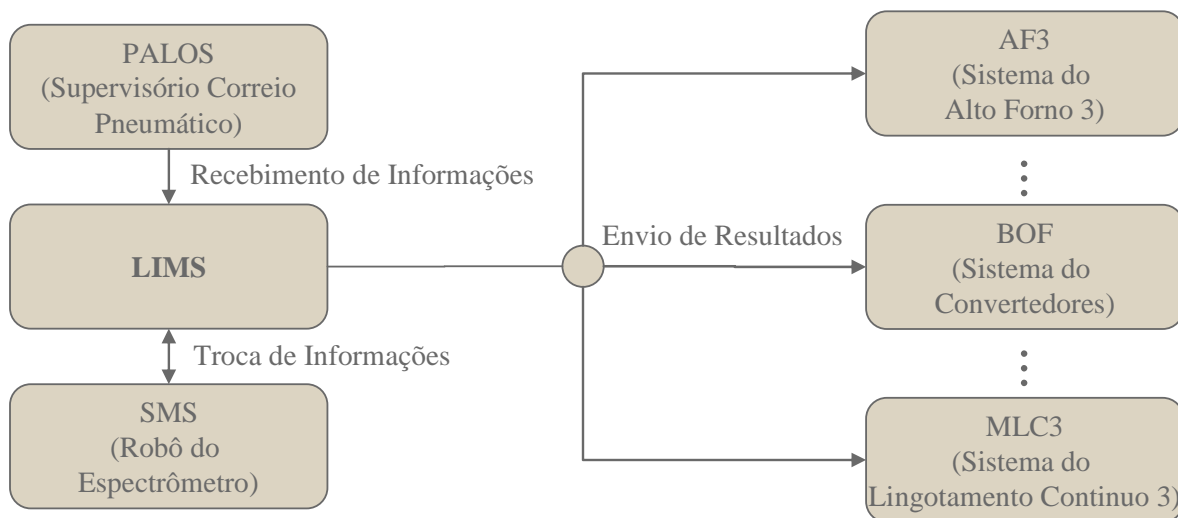 PALOS
(Supervisório Correio
Pneumático)
Recebimento de Informações
LIMS
Troca de Informações
SMS
(Robô do
Espectrômetro)
Envio de Resultados
AF3
(Sistema do
Alto Forno 3)
BOF
(Sistema do
Convertedores)
MLC3
(Sistema do
Lingotamento Continuo 3)